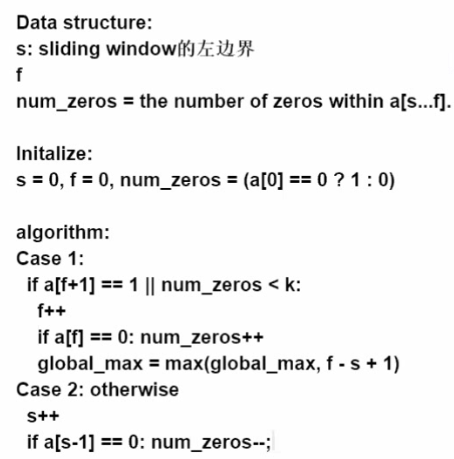 Data structure:
s: sliding window的左边界
f
num_zeros = the number of zeros within a[s...f].
Initalize:
s = 0, f = 0, num_zeros = (a[0] == 0 ? 1 : 0)
algorithm:
Case 1:
if a[f+1] == 1 || num_zeros < k:
f++
if a[f] == 0: num_zeros++
global_max = max(global_max, f - s + 1)
Case 2: otherwise
s++
if a[s-1] == 0: num_zeros--;